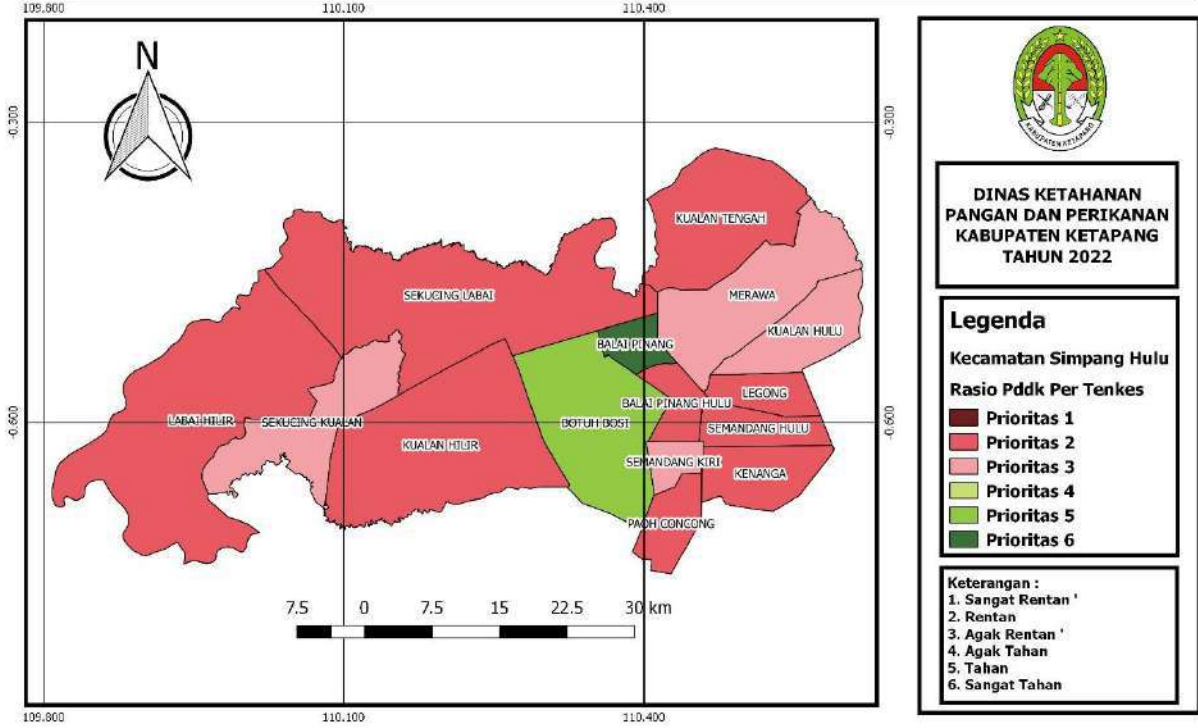 109.800
110.100
110.400
N
-0.300
-0.300
KUALAN TENGAH
SEKUCING LABAI
MERAWA
KUALAN HULU
BALAI PINANG
LEGONG
BALAI PINANG HULU
LABAI HILIR
SEKUCING KUALAN
BOTUH BOSI
SEMANDANG HULU
-0.600
-0.600
KUALAN HILIR
SEMANDANG KIRI
KENANGA
PAOH CONCONG
7.5 0 7.5 15 22.5 30 km
109.800
110.100
110.400
KABUPATEN KETAPANG
DINAS KETAHANAN
PANGAN DAN PERIKANAN
KABUPATEN KETAPANG
TAHUN 2022
Legenda
Kecamatan Simpang Hulu
Rasio Pddk Per Tenkes
Prioritas 1
Prioritas 2
Prioritas 3
Prioritas 4
Prioritas 5
Prioritas 6
Keterangan :
1. Sangat Rentan '
2. Rentan
3. Agak Rentan '
4. Agak Tahan
5. Tahan
6. Sangat Tahan